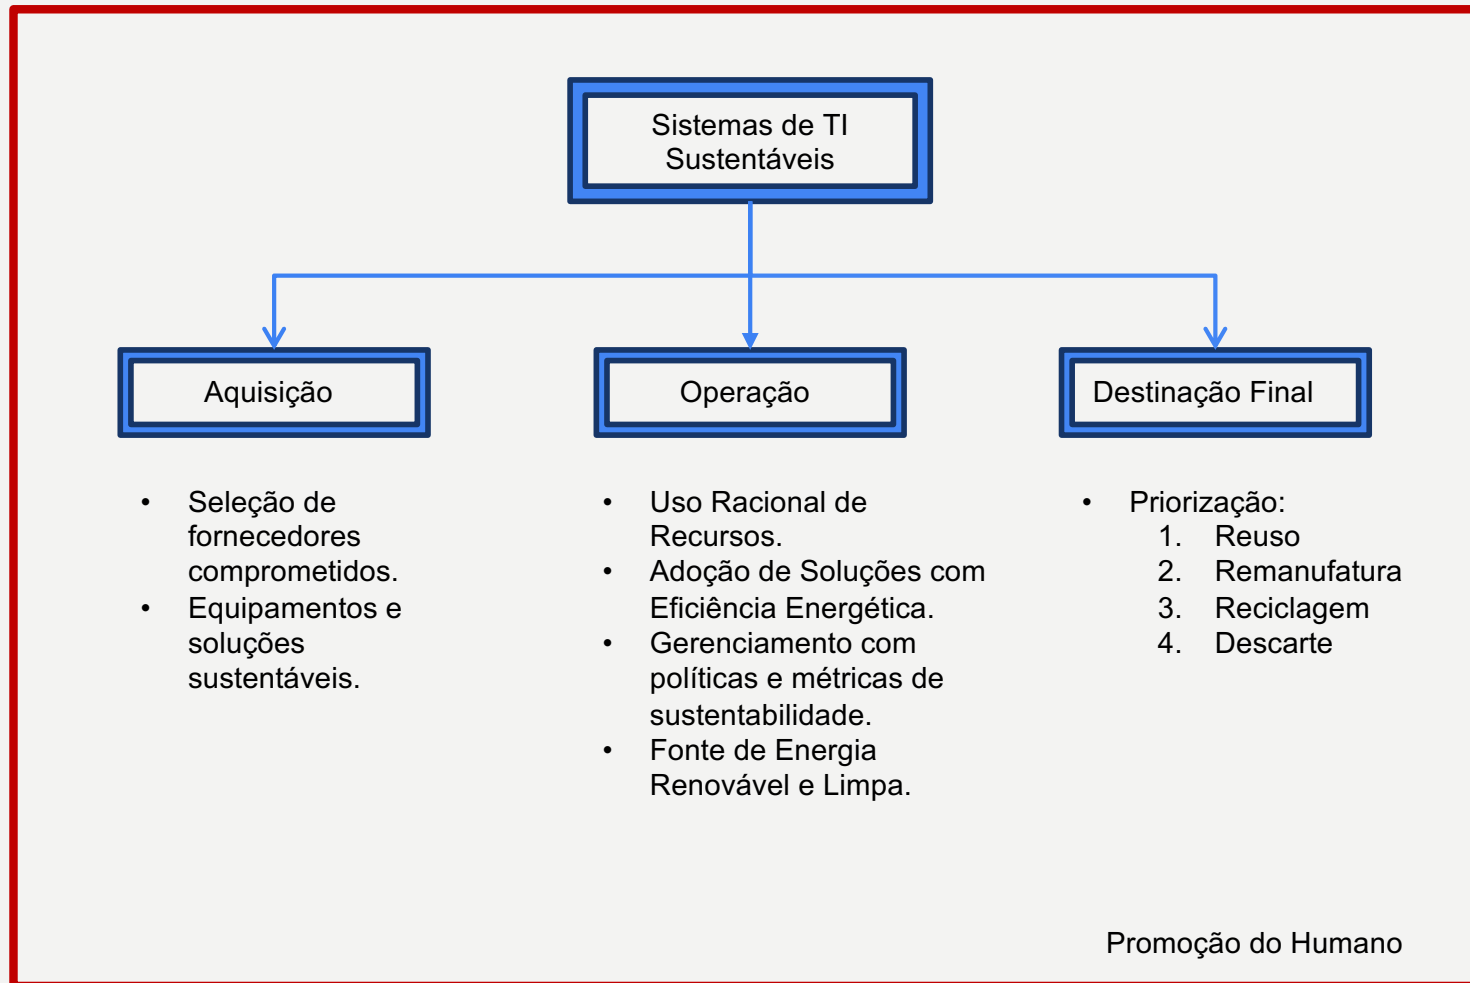 Sistemas de TI
Sustentáveis
Aquisição
Operação
Destinação Final
• Seleção de
fornecedores
comprometidos.
• Equipamentos e
soluções
sustentáveis.
• Uso Racional de
Recursos.
• Adoção de Soluções com
Eficiência Energética.
• Gerenciamento com
políticas e métricas de
sustentabilidade.
• Fonte de Energia
Renovável e Limpa.
• Priorização:
1. Reuso
2. Remanufatura
3. Reciclagem
4. Descarte
Promoção do Humano